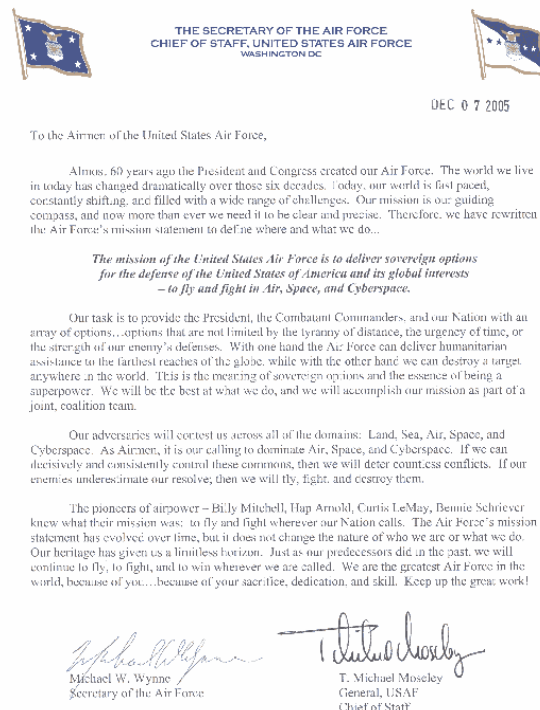 THE SECRETARY OF THE AIR FORCE
CHIEF OF STAFF, UNITED STATES AIR FORCE
WASHINGTON DC
DEC 0 7 2005
To the Airmen of the United States Air Force,
Almost 60 years ago the President and Congress created our Air Force. The world we live
in today has changed dramatically over those six decades. Today, our world is fast paced,
constantly shifting, and filled with a wide range of challenges. Our mission is our guiding
compass, and now more than ever we need it to be clear and precise. Therefore, we have rewritten
the Air Force's mission statement to define where and what we do...
The mission of the United States Air Force is to deliver sovereign options
for the defense of the United States of America and its global interests
– to fly and fight in Air, Space, and Cyberspace.
Our task is to provide the President, the Combatant Commanders, and our Nation with an
array of options…options that are not limited by the tyranny of distance, the urgency of time, or
the strength of our enemy's defenses. With one hand the Air Force can deliver humanitarian
assistance to the farthest reaches of the globe, while with the other hand we can destroy a target
anywhere in the world. This is the meaning of sovereign options and the essence of being a
superpower. We will be the best at what we do, and we will accomplish our mission as part of a
joint, coalition team.
Our adversaries will contest us across all of the domains: Land, Sea, Air, Space, and
Cyberspace. As Airmen, it is our calling to dominate Air, Space, and Cyberspace. If we can
decisively and consistently control these commons, then we will deter countless conflicts. If our
enemies underestimate our resolve; then we will fly, fight, and destroy them.
The pioneers of airpower – Billy Mitchell, Hap Arnold, Curtis LeMay, Bennie Schriever
knew what their mission was: to fly and fight wherever our Nation calls. The Air Force's mission
statement has evolved over time, but it does not change the nature of who we are or what we do.
Our heritage has given us a limitless horizon. Just as our predecessors did in the past, we will
continue to fly, to fight, and to win wherever we are called. We are the greatest Air Force in the
world, because of you…because of your sacrifice, dedication, and skill. Keep up the great work!
Michael W. Wynne
Secretary of the Air Force
T. Michael Moseley
General, USAF
Chief of Staff